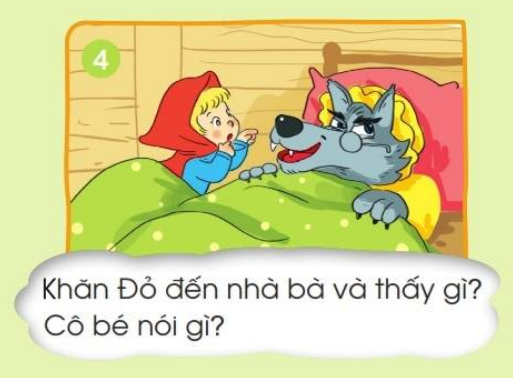 4
Khăn Đỏ đến nhà bà và thấy gì?
Cô bé nói gì?